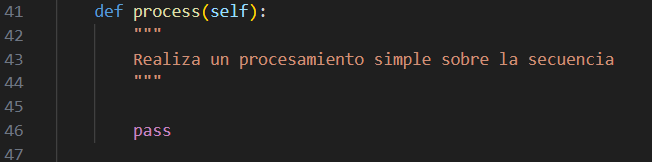 41 def process(self):
42 """
43 Realiza un procesamiento simple sobre la secuencia
44 """
45
46 pass
47